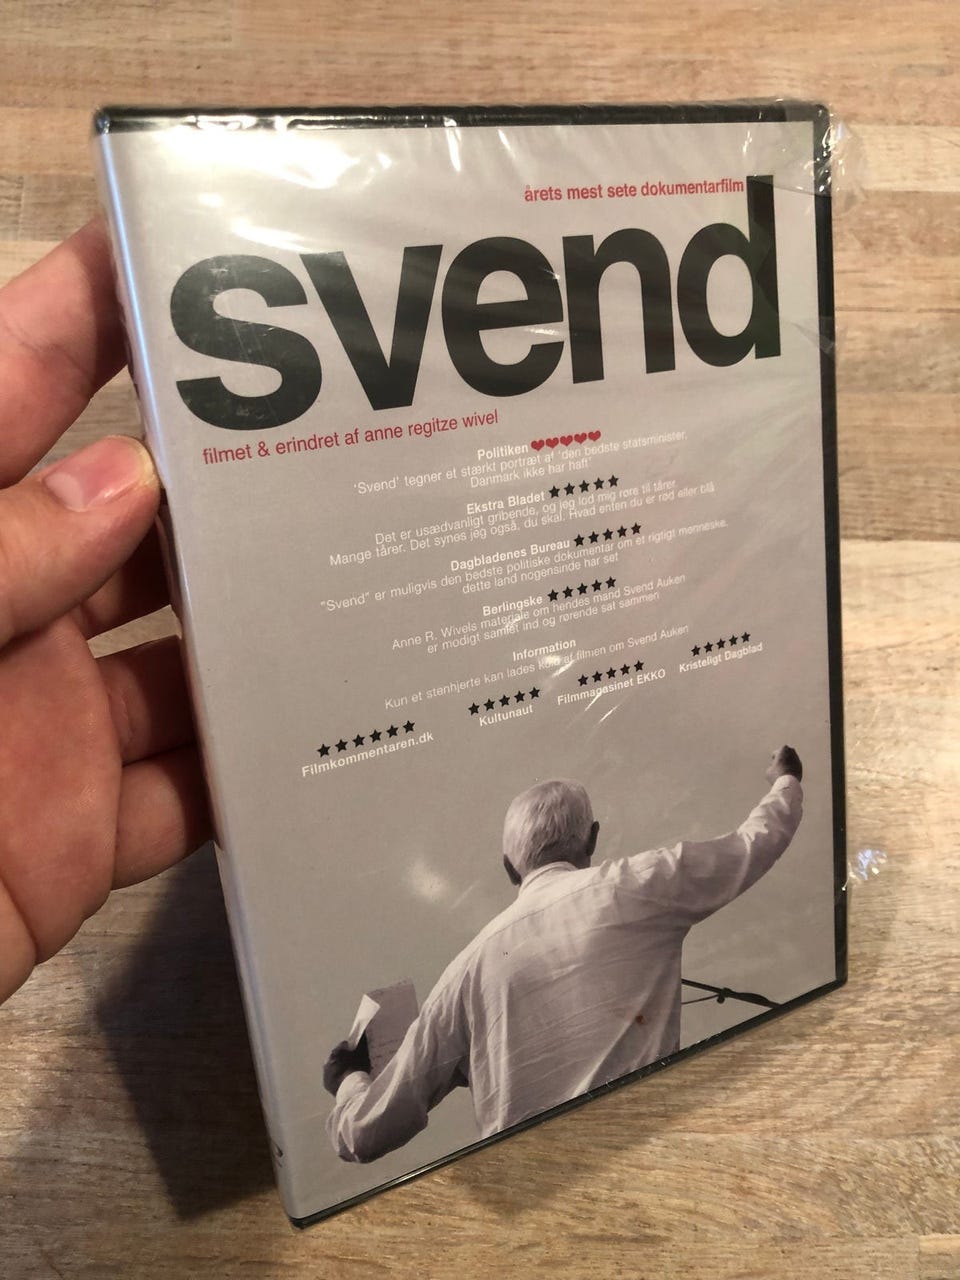 årets mest sete dokumentarfilm
svend
filmet & erindret af anne regitze wivel
Politiken ❤❤❤❤❤
'Svend' tegner et stærkt portræt af 'den bedste statsminister,
Danmark ikke har haft'
Ekstra Bladet ★★★★★
Det er usædvanligt gribende, og jeg lod mig røre til tårer.
Mange tårer. Det synes jeg også, du skal. Hvad enten du er rød eller blå
Dagbladenes Bureau ★★★★★
"Svend" er muligvis den bedste politiske dokumentar om et rigtigt menneske,
dette land nogensinde har set
Berlingske ★★★★★
Anne R. Wivels materiale om hendes mand Svend Auken
er modigt samlet ind og rørende sat sammen
Information
Kun et stenhjerte kan lades kold af filmen om Svend Auken
★★★★★★ ★★★★★ ★★★★★ ★★★★★
Filmkommentaren.dk Kultunaut Filmmagasinet EKKO Kristeligt Dagblad